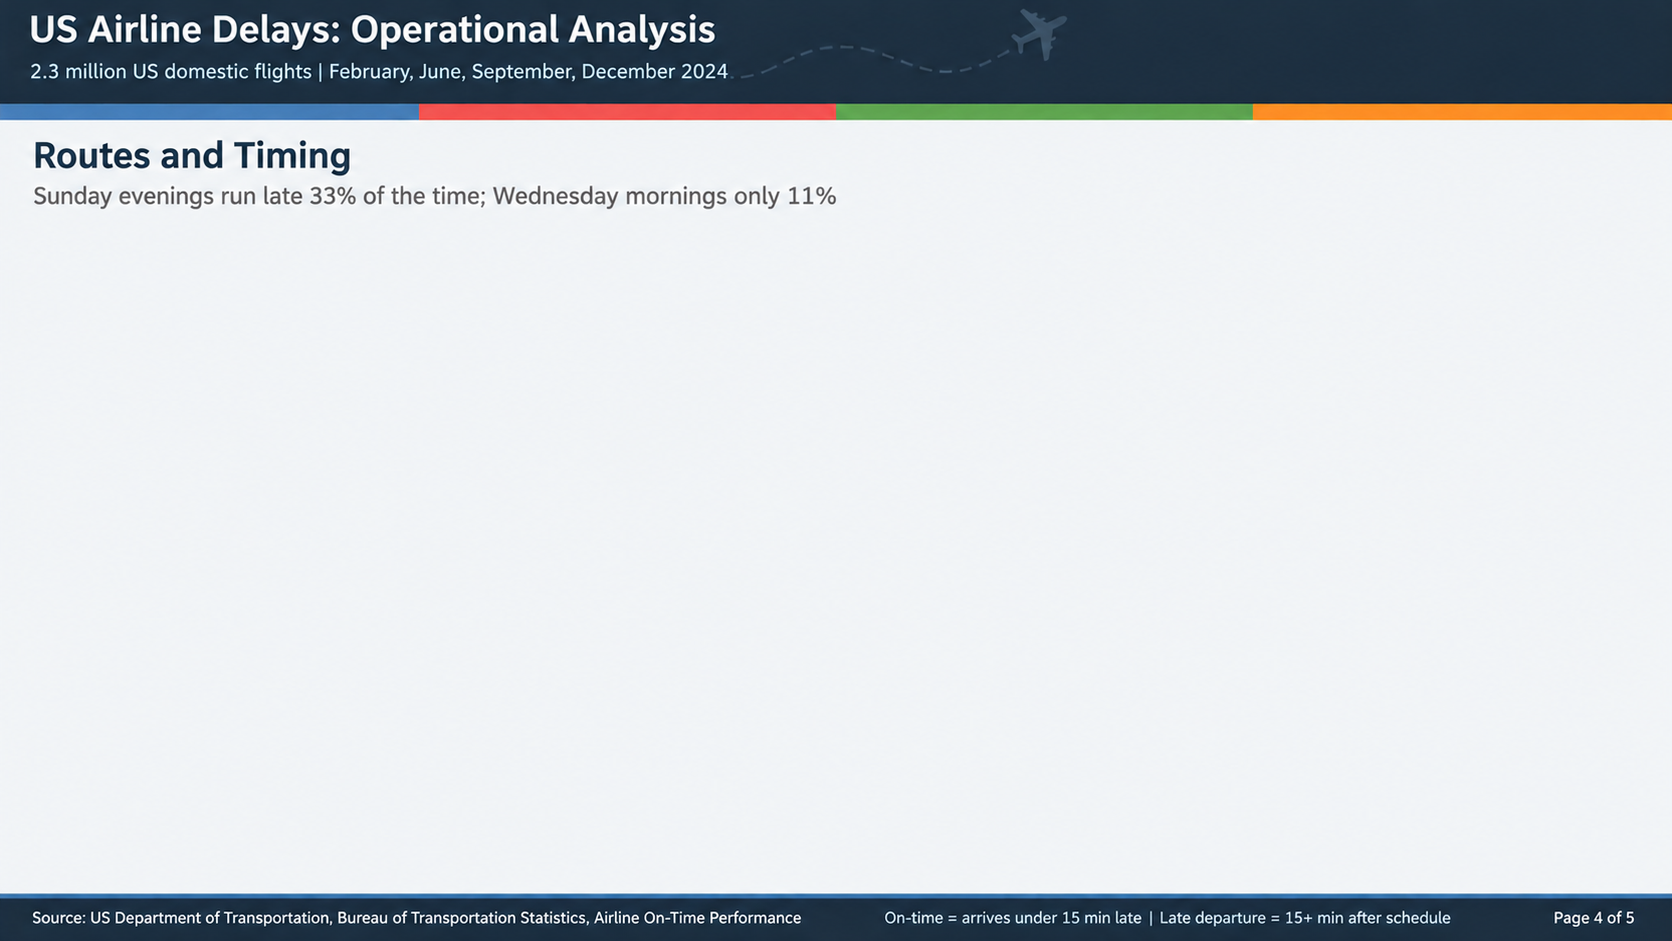 US Airline Delays: Operational Analysis
2.3 million US domestic flights | February, June, September, December 2024
Routes and Timing
Sunday evenings run late 33% of the time; Wednesday mornings only 11%
Source: US Department of Transportation, Bureau of Transportation Statistics, Airline On-Time Performance
On-time = arrives under 15 min late | Late departure = 15+ min after schedule
Page 4 of 5